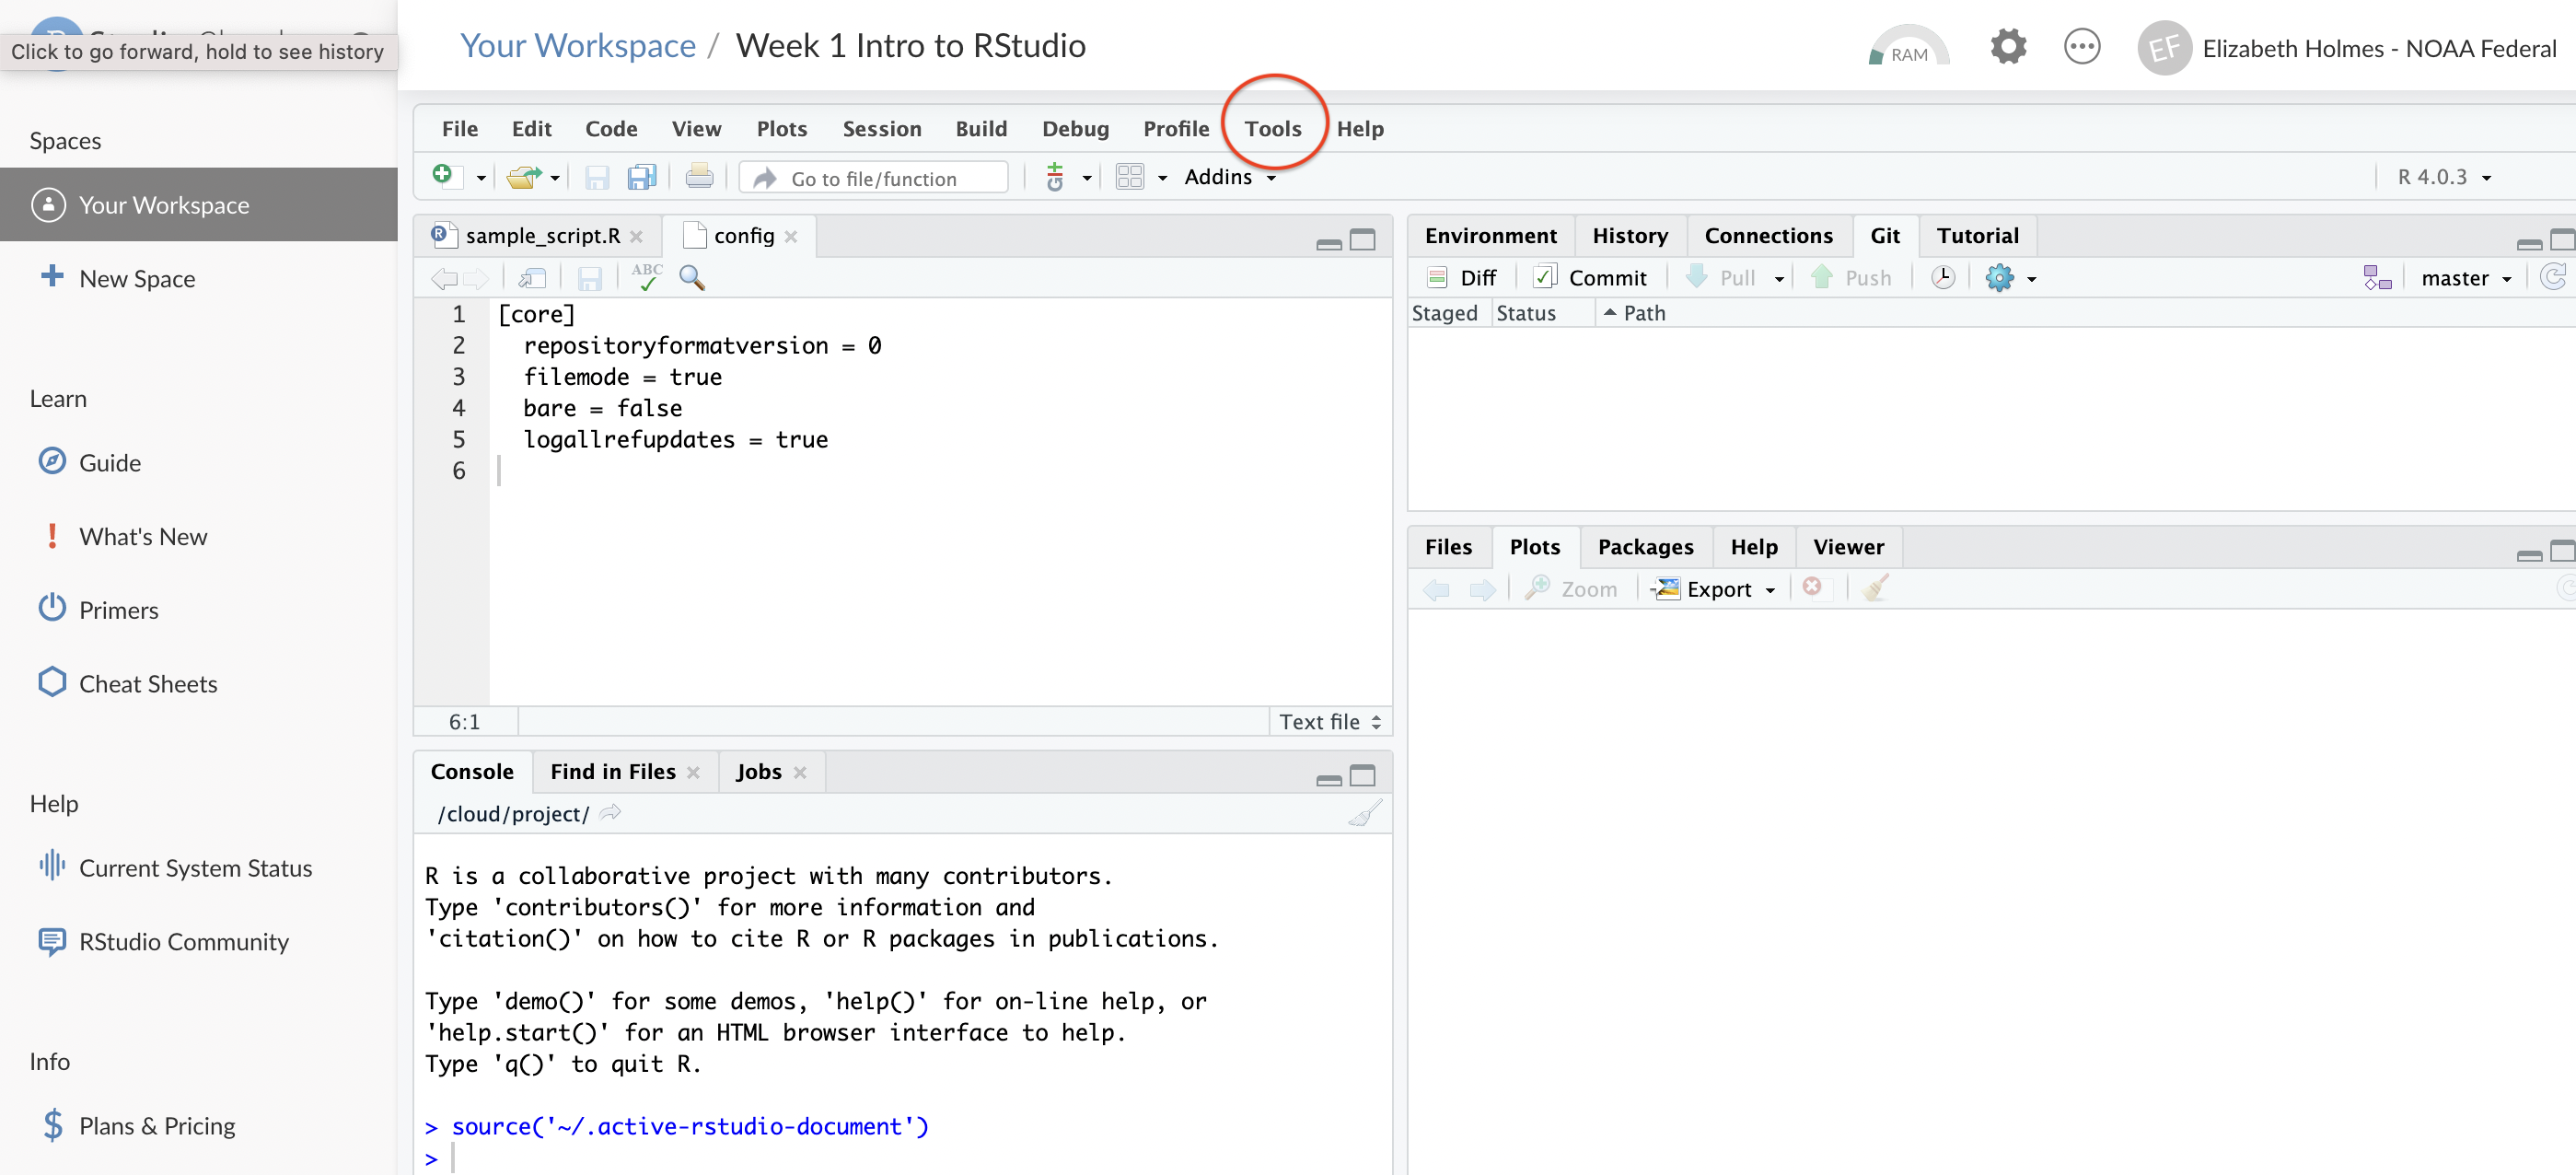 Click to go forward, hold to see history
Your Workspace / Week 1 Intro to RStudio
RAM
EF
Elizabeth Holmes - NOAA Federal
Spaces
Your Workspace
New Space
Learn
Guide
What's New
Primers
Cheat Sheets
Help
Current System Status
RStudio Community
Info
Plans & Pricing
File Edit Code View Plots Session Build Debug Profile Tools Help
Go to file/function
Addins
R 4.0.3
sample_script.R
config
ABC
1 [core]
2 repositoryformatversion = 0
3 filemode = true
4 bare = false
5 logallrefupdates = true
6
6:1
Text file
Console Find in Files Jobs
/cloud/project/
R is a collaborative project with many contributors.
Type 'contributors()' for more information and
'citation()' on how to cite R or R packages in publications.
Type 'demo()' for some demos, 'help()' for on-line help, or
'help.start()' for an HTML browser interface to help.
Type 'q()' to quit R.
> source('~/.active-rstudio-document')
>
Environment History Connections Git Tutorial
Diff Commit Pull Push
master
Staged Status Path
Files Plots Packages Help Viewer
Zoom Export